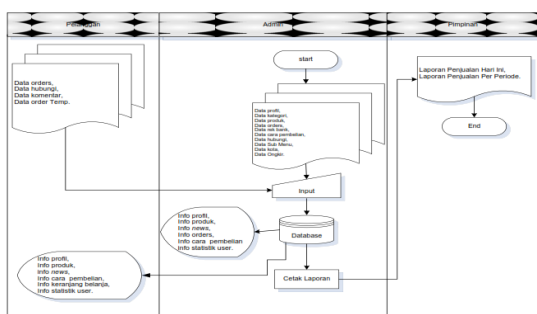 Pelanggan
Admin
Pimpinan
Data orders,
Data hubungi,
Data komentar,
Data order Temp.
start
Data profil,
Data kategori,
Data produk,
Data orders,
Data rek bank,
Data cara pembelian,
Data hubungi,
Data Sub Menu,
Data kota,
Data Ongkir.
Input
Database
Cetak Laporan
Info profil,
Info produk,
Info news,
Info orders,
Info cara pembelian
Info statistik user.
Info profil,
Info produk,
info news,
Info cara pembelian,
Info keranjang belanja,
Info statistik user.
Laporan Penjualan Hari Ini,
Laporan Penjualan Per Periode.
End